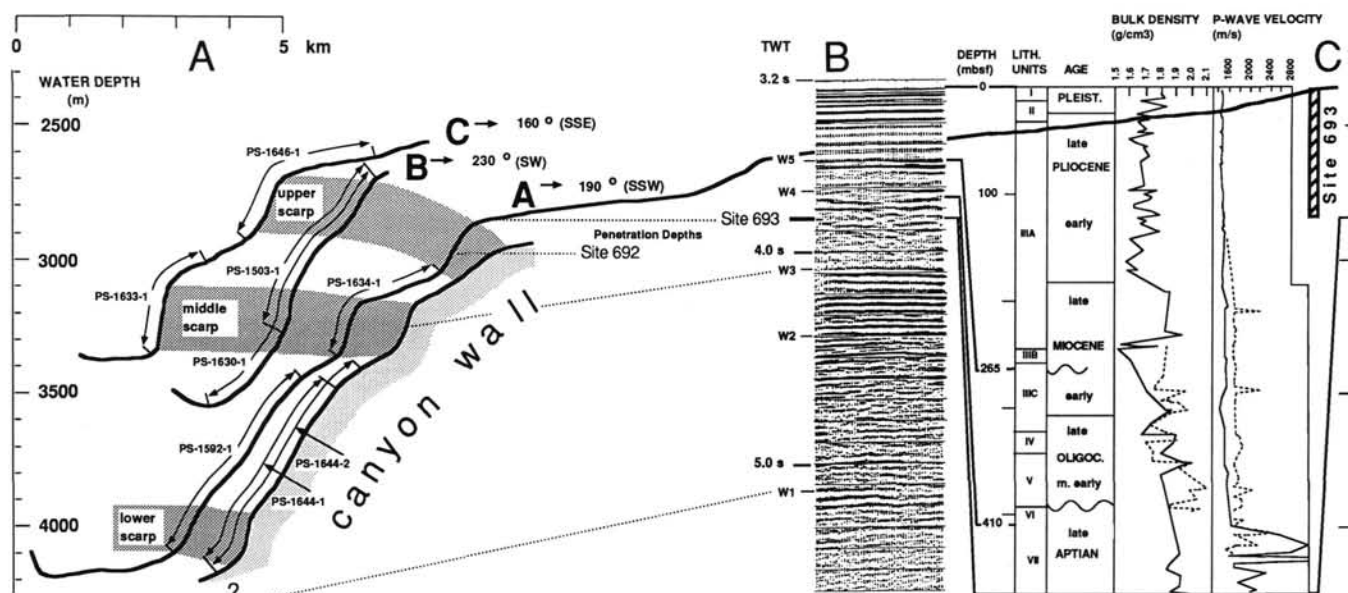 0
5
km
A
WATER DEPTH
(m)
2500
3000
3500
4000
C
160 o (SSE)
B
230 o (SW)
A
190 o (SSW)
PS-1646-1
upper
scarp
PS-1503-1
PS-1633-1
middle
scarp
PS-1634-1
PS-1630-1
PS-1592-1
PS-1644-2
PS-1644-1
lower
scarp
canyon wall
?
Site 693
Penetration Depths
Site 692
TWT
3.2 s
W5
W4
4.0 s
W3
W2
5.0 s
W1
B
DEPTH
(mbsf)
0
100
265
410
LITH.
UNITS
I
II
IIIA
IIIB
IIIC
IV
V
VI
VII
AGE
PLEIST.
late
PLIOCENE
early
late
MIOCENE
early
late
OLIGOC.
m. early
late
APTIAN
BULK DENSITY
(g/cm3)
1.5
1.6
1.7
1.8
1.9
2.0
2.1
P-WAVE VELOCITY
(m/s)
1600
2000
2400
2800
C
Site 693